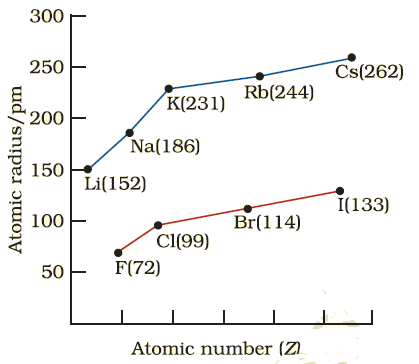 300
250
200
150
100
50
Atomic radius/pm
Li(152)
Na(186)
K(231)
Rb(244)
Cs(262)
F(72)
Cl(99)
Br(114)
I(133)
Atomic number (Z)